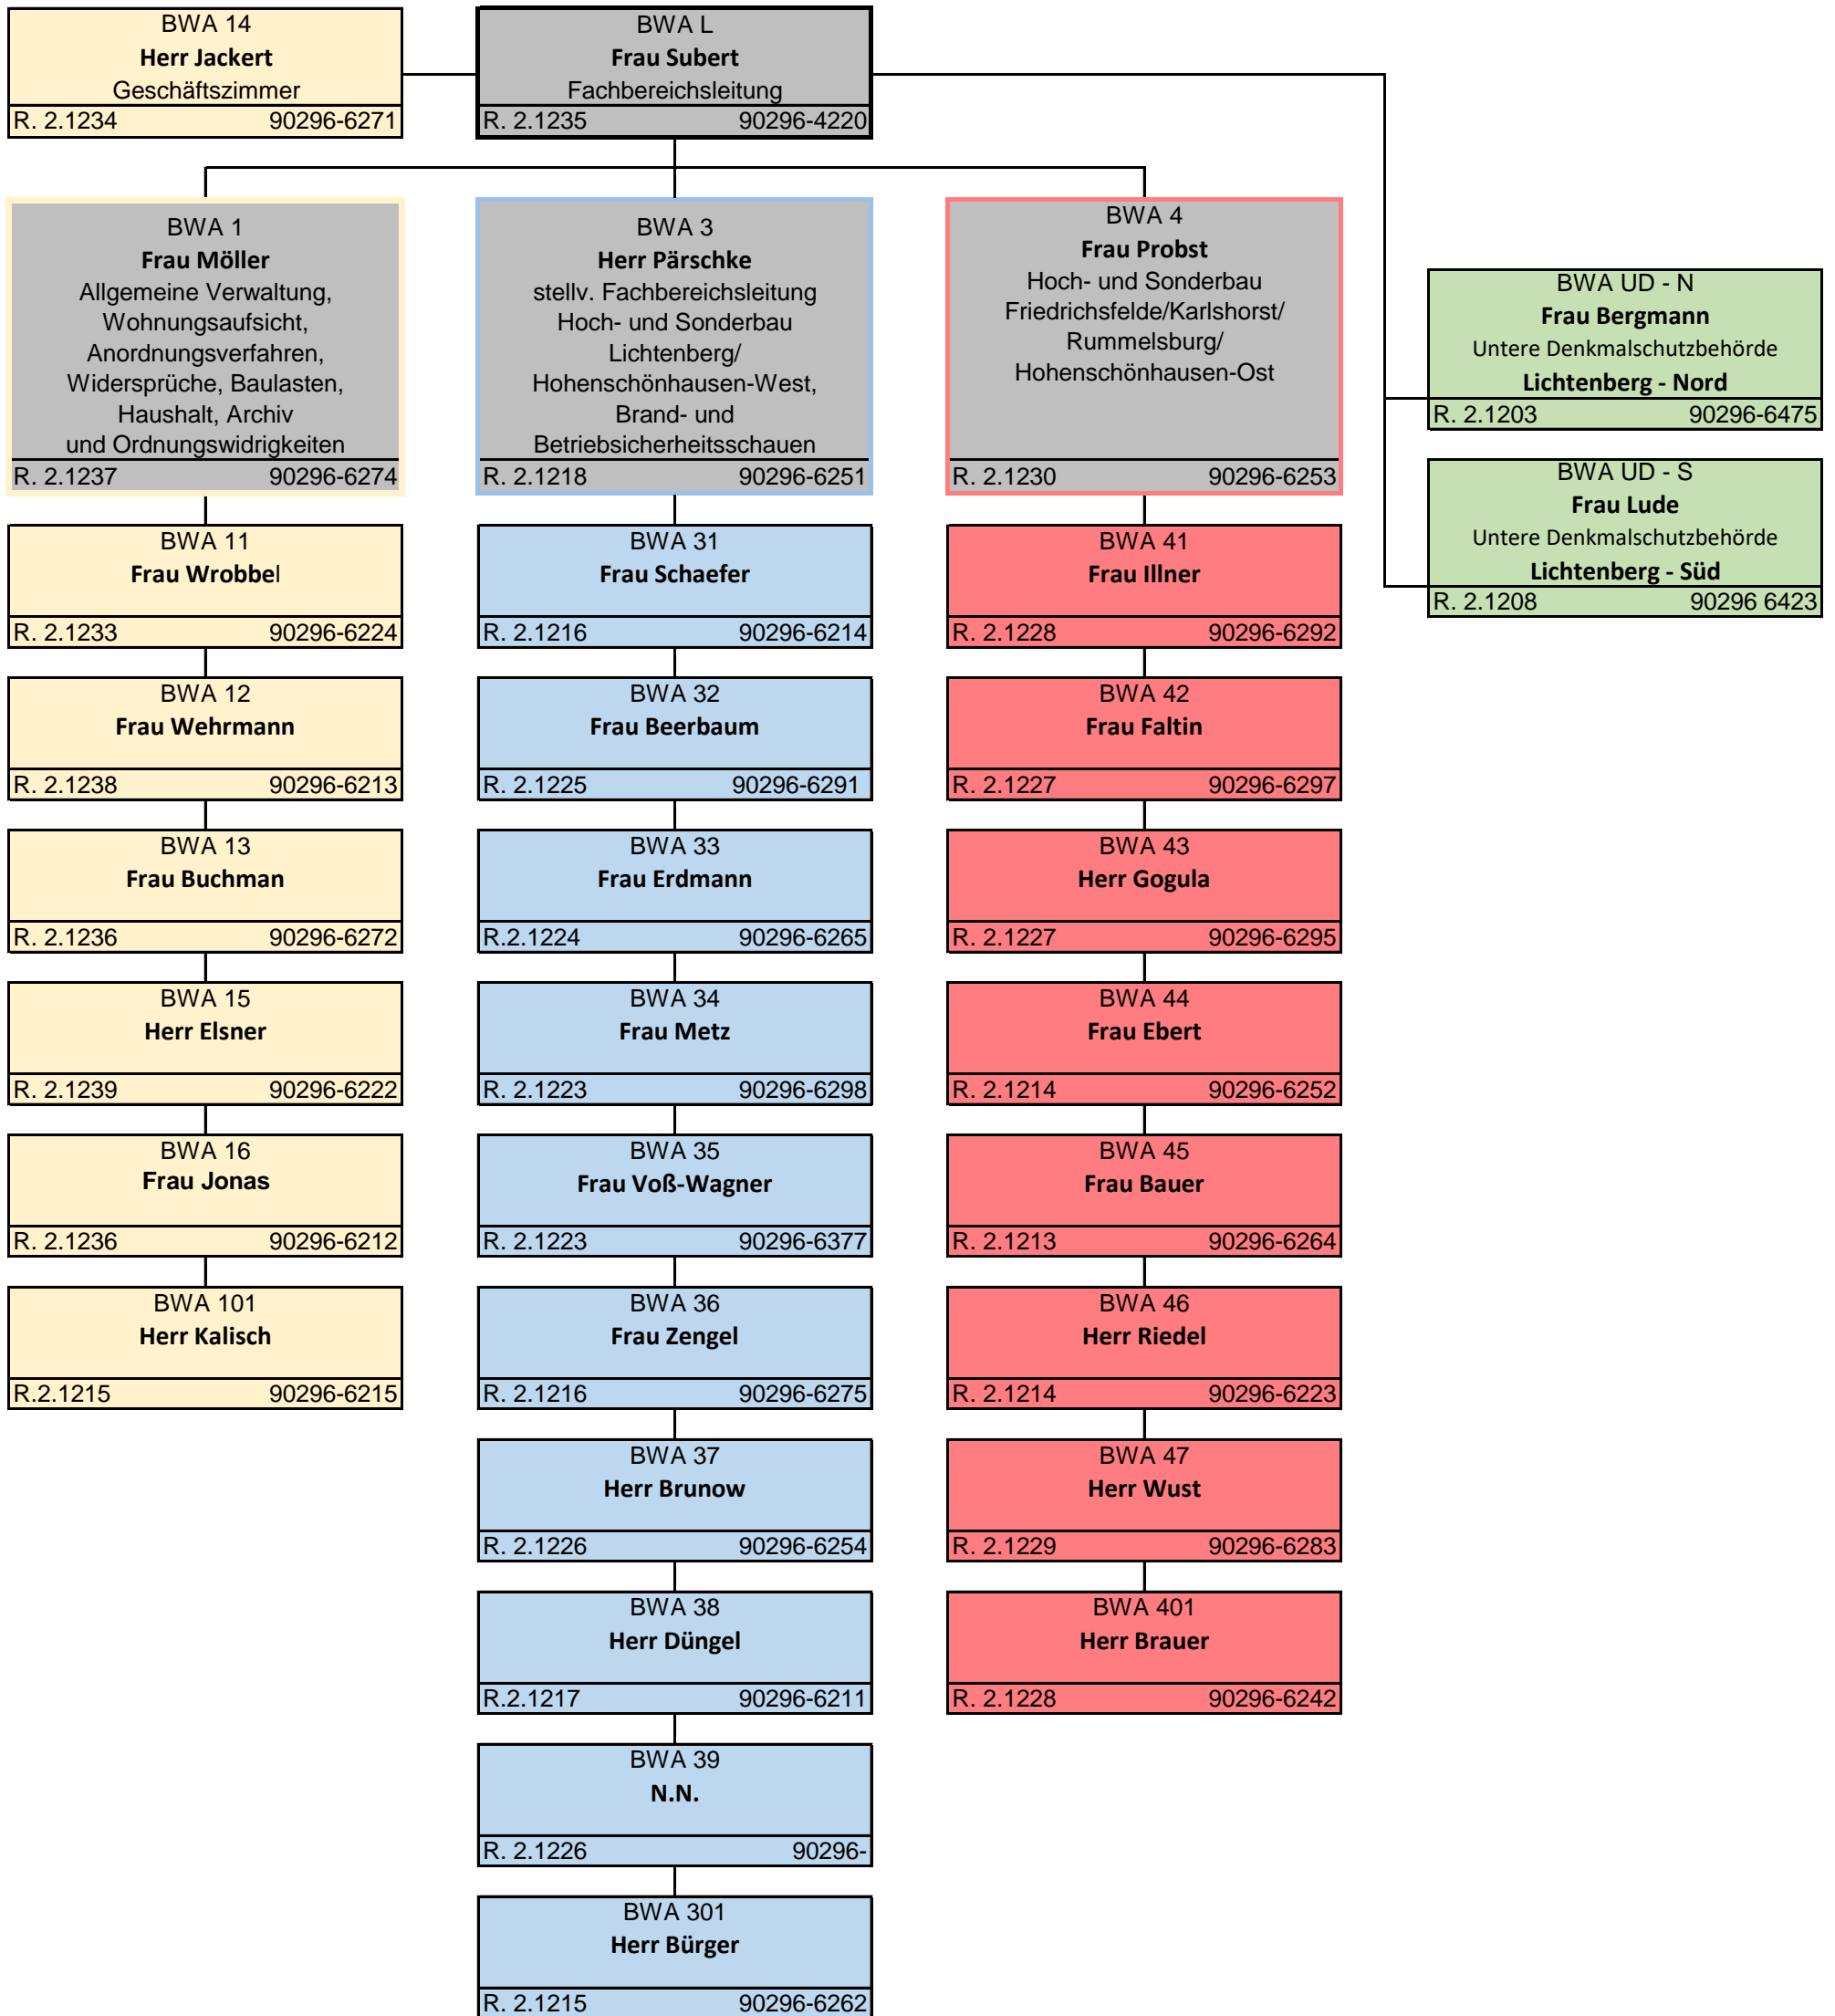 BWA 14
Herr Jackert
Geschäftszimmer
R. 2.1234 90296-6271
BWA L
Frau Subert
Fachbereichsleitung
R. 2.1235 90296-4220
BWA 1
Frau Möller
Allgemeine Verwaltung,
Wohnungsaufsicht,
Anordnungsverfahren,
Widersprüche, Baulasten,
Haushalt, Archiv
und Ordnungswidrigkeiten
R. 2.1237 90296-6274
BWA 3
Herr Pärschke
stellv. Fachbereichsleitung
Hoch- und Sonderbau
Lichtenberg/
Hohenschönhausen-West,
Brand- und
Betriebsicherheitsschauen
R. 2.1218 90296-6251
BWA 4
Frau Probst
Hoch- und Sonderbau
Friedrichsfelde/Karlshorst/
Rummelsburg/
Hohenschönhausen-Ost
R. 2.1230 90296-6253
BWA UD - N
Frau Bergmann
Untere Denkmalschutzbehörde
Lichtenberg - Nord
R. 2.1203 90296-6475
BWA UD - S
Frau Lude
Untere Denkmalschutzbehörde
Lichtenberg - Süd
R. 2.1208 90296 6423
BWA 11
Frau Wrobbel
R. 2.1233 90296-6224
BWA 12
Frau Wehrmann
R. 2.1238 90296-6213
BWA 13
Frau Buchman
R. 2.1236 90296-6272
BWA 15
Herr Elsner
R. 2.1239 90296-6222
BWA 16
Frau Jonas
R. 2.1236 90296-6212
BWA 101
Herr Kalisch
R.2.1215 90296-6215
BWA 31
Frau Schaefer
R. 2.1216 90296-6214
BWA 32
Frau Beerbaum
R. 2.1225 90296-6291
BWA 33
Frau Erdmann
R.2.1224 90296-6265
BWA 34
Frau Metz
R. 2.1223 90296-6298
BWA 35
Frau Voß-Wagner
R. 2.1223 90296-6377
BWA 36
Frau Zengel
R. 2.1216 90296-6275
BWA 37
Herr Brunow
R. 2.1226 90296-6254
BWA 38
Herr Düngel
R.2.1217 90296-6211
BWA 39
N.N.
R. 2.1226 90296-
BWA 301
Herr Bürger
R. 2.1215 90296-6262
BWA 41
Frau Illner
R. 2.1228 90296-6292
BWA 42
Frau Faltin
R. 2.1227 90296-6297
BWA 43
Herr Gogula
R. 2.1227 90296-6295
BWA 44
Frau Ebert
R. 2.1214 90296-6252
BWA 45
Frau Bauer
R. 2.1213 90296-6264
BWA 46
Herr Riedel
R. 2.1214 90296-6223
BWA 47
Herr Wust
R. 2.1229 90296-6283
BWA 401
Herr Brauer
R. 2.1228 90296-6242